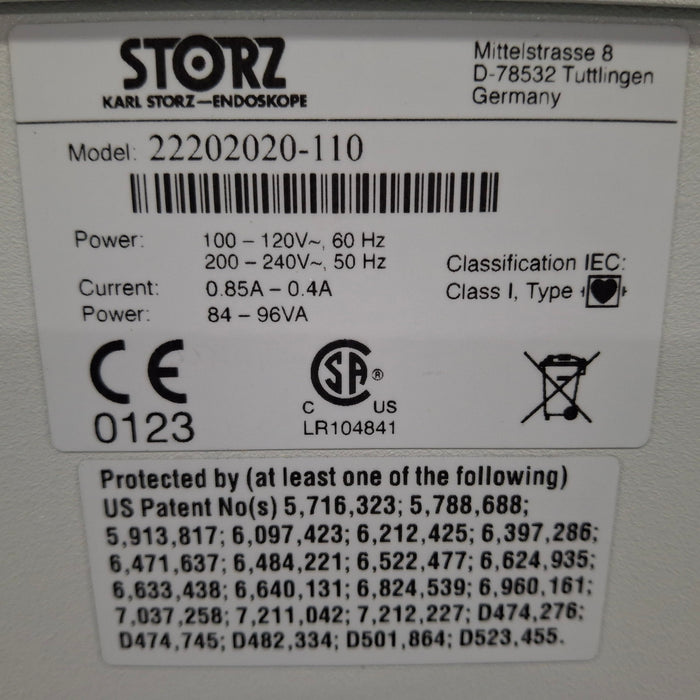 STORZ
KARL STORZ—ENDOSKOPE
Mittelstrasse 8
D-78532 Tuttlingen
Germany
Model: 22202020-110
Power: 100 – 120V~, 60 Hz
200 – 240V~, 50 Hz
Current: 0.85A – 0.4A
Power: 84 – 96VA
Classification IEC:
Class I, Type
CE
0123
SA ®
C US
LR104841
Protected by (at least one of the following)
US Patent No(s) 5,716,323; 5,788,688;
5,913,817; 6,097,423; 6,212,425; 6,397,286;
6,471,637; 6,484,221; 6,522,477; 6,624,935;
6,633,438; 6,640,131; 6,824,539; 6,960,161;
7,037,258; 7,211,042; 7,212,227; D474,276;
D474,745; D482,334; D501,864; D523,455.